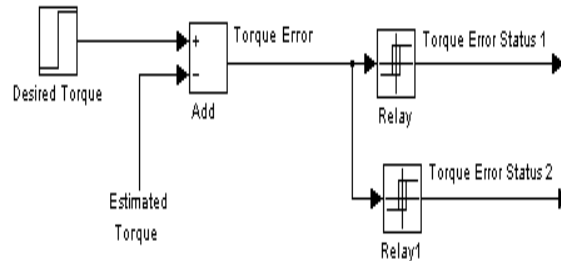 Desired Torque
+
−
Add
Torque Error
Estimated
Torque
Torque Error Status 1
Relay
Torque Error Status 2
Relay1